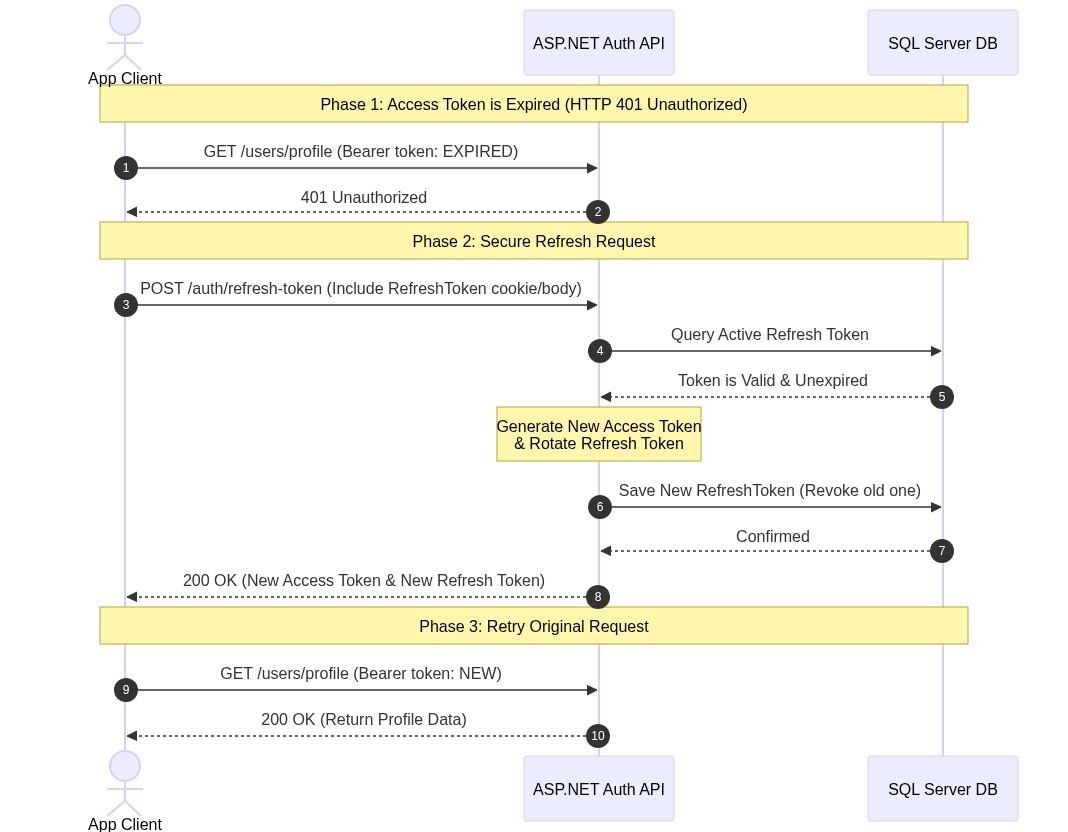 App Client
ASP.NET Auth API
SQL Server DB
Phase 1: Access Token is Expired (HTTP 401 Unauthorized)
GET /users/profile (Bearer token: EXPIRED)
1
401 Unauthorized
2
Phase 2: Secure Refresh Request
POST /auth/refresh-token (Include RefreshToken cookie/body)
3
Query Active Refresh Token
4
Token is Valid & Unexpired
5
Generate New Access Token
& Rotate Refresh Token
Save New RefreshToken (Revoke old one)
6
Confirmed
7
200 OK (New Access Token & New Refresh Token)
8
Phase 3: Retry Original Request
GET /users/profile (Bearer token: NEW)
9
200 OK (Return Profile Data)
10
App Client
ASP.NET Auth API
SQL Server DB